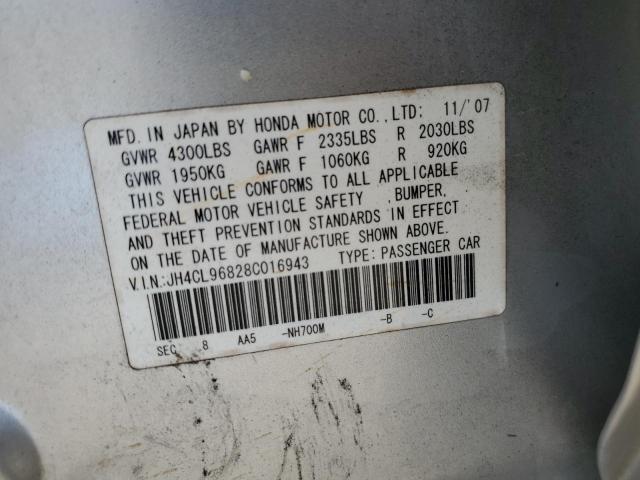 MFD. IN JAPAN BY HONDA MOTOR CO.,LTD: 11/'07
GVWR 4300LBS GAWR F 2335LBS R 2030LBS
GVWR 1950KG GAWR F 1060KG R 920KG
THIS VEHICLE CONFORMS TO ALL APPLICABLE
FEDERAL MOTOR VEHICLE SAFETY ,BUMPER,
AND THEFT PREVENTION STANDARDS IN EFFECT
ON THE DATE OF MANUFACTURE SHOWN ABOVE.
V.I.N.:JH4CL96828C016943 TYPE: PASSENGER CAR
SEC 8 AA5 -NH700M -B -C